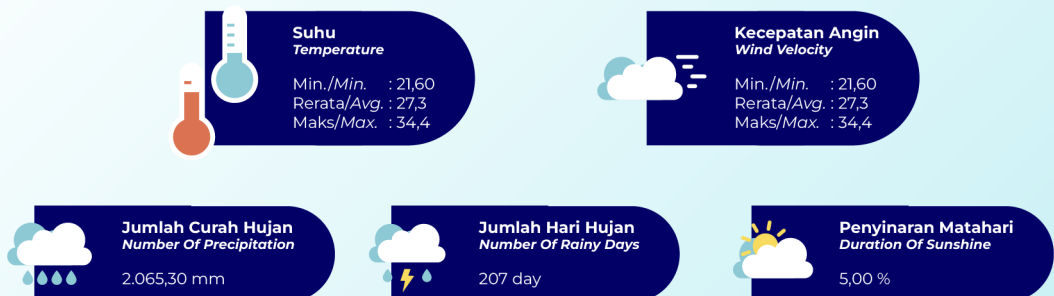 Suhu
Temperature
Min./Min. : 21,60
Rerata/Avg. : 27,3
Maks/Max. : 34,4
Kecepatan Angin
Wind Velocity
Min./Min. : 21,60
Rerata/Avg. : 27,3
Maks/Max. : 34,4
Jumlah Curah Hujan
Number Of Precipitation
2.065,30 mm
Jumlah Hari Hujan
Number Of Rainy Days
207 day
Penyinaran Matahari
Duration Of Sunshine
5,00 %